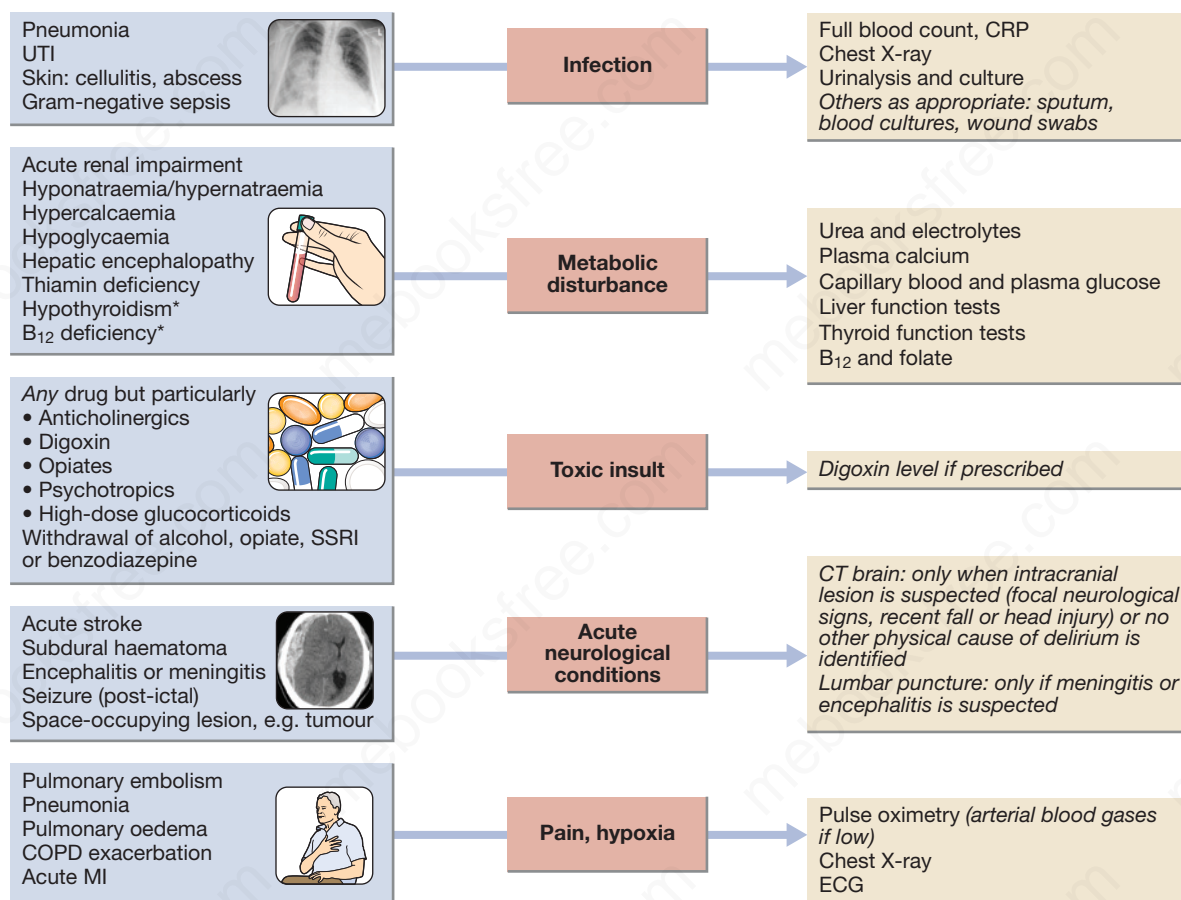 Pneumonia
UTI
Skin: cellulitis, abscess
Gram-negative sepsis
Infection
Full blood count, CRP
Chest X-ray
Urinalysis and culture
Others as appropriate: sputum,
blood cultures, wound swabs
Acute renal impairment
Hyponatraemia/hypernatraemia
Hypercalcaemia
Hypoglycaemia
Hepatic encephalopathy
Thiamin deficiency
Hypothyroidism*
B₁₂ deficiency*
Metabolic
disturbance
Urea and electrolytes
Plasma calcium
Capillary blood and plasma glucose
Liver function tests
Thyroid function tests
B₁₂ and folate
Any drug but particularly
• Anticholinergics
• Digoxin
• Opiates
• Psychotropics
• High-dose glucocorticoids
Withdrawal of alcohol, opiate, SSRI
or benzodiazepine
Toxic insult
Digoxin level if prescribed
Acute stroke
Subdural haematoma
Encephalitis or meningitis
Seizure (post-ictal)
Space-occupying lesion, e.g. tumour
Acute
neurological
conditions
CT brain: only when intracranial
lesion is suspected (focal neurological
signs, recent fall or head injury) or no
other physical cause of delirium is
identified
Lumbar puncture: only if meningitis or
encephalitis is suspected
Pulmonary embolism
Pneumonia
Pulmonary oedema
COPD exacerbation
Acute MI
Pain, hypoxia
Pulse oximetry (arterial blood gases
if low)
Chest X-ray
ECG
mebooksfree.com